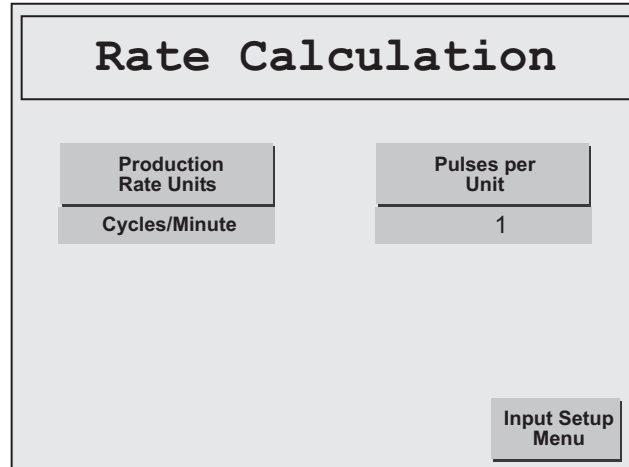 Rate Calculation
Production
Rate Units
Cycles/Minute
Pulses per
Unit
1
Input Setup
Menu